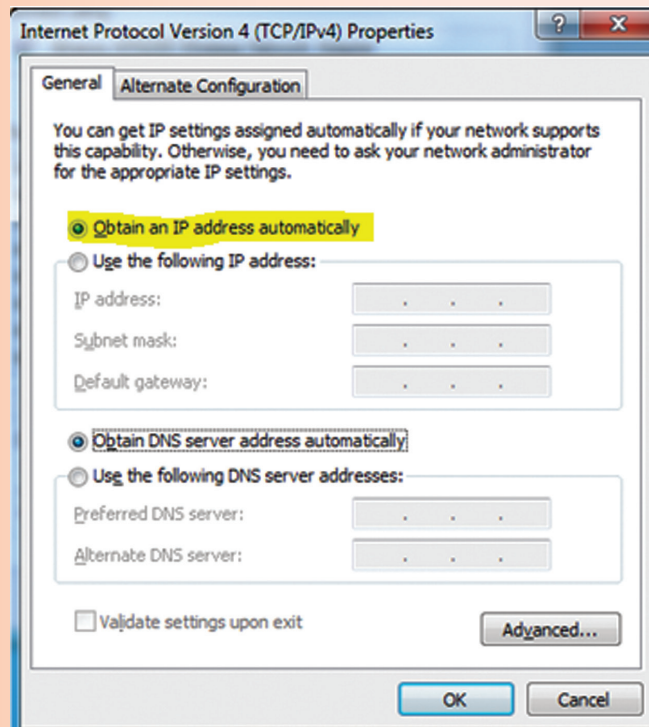 Internet Protocol Version 4 (TCP/IPv4) Properties
General
Alternate Configuration
You can get IP settings assigned automatically if your network supports
this capability. Otherwise, you need to ask your network administrator
for the appropriate IP settings.
Obtain an IP address automatically
Use the following IP address:
IP address:
Subnet mask:
Default gateway:
Obtain DNS server address automatically
Use the following DNS server addresses:
Preferred DNS server:
Alternate DNS server:
Validate settings upon exit
Advanced...
OK
Cancel